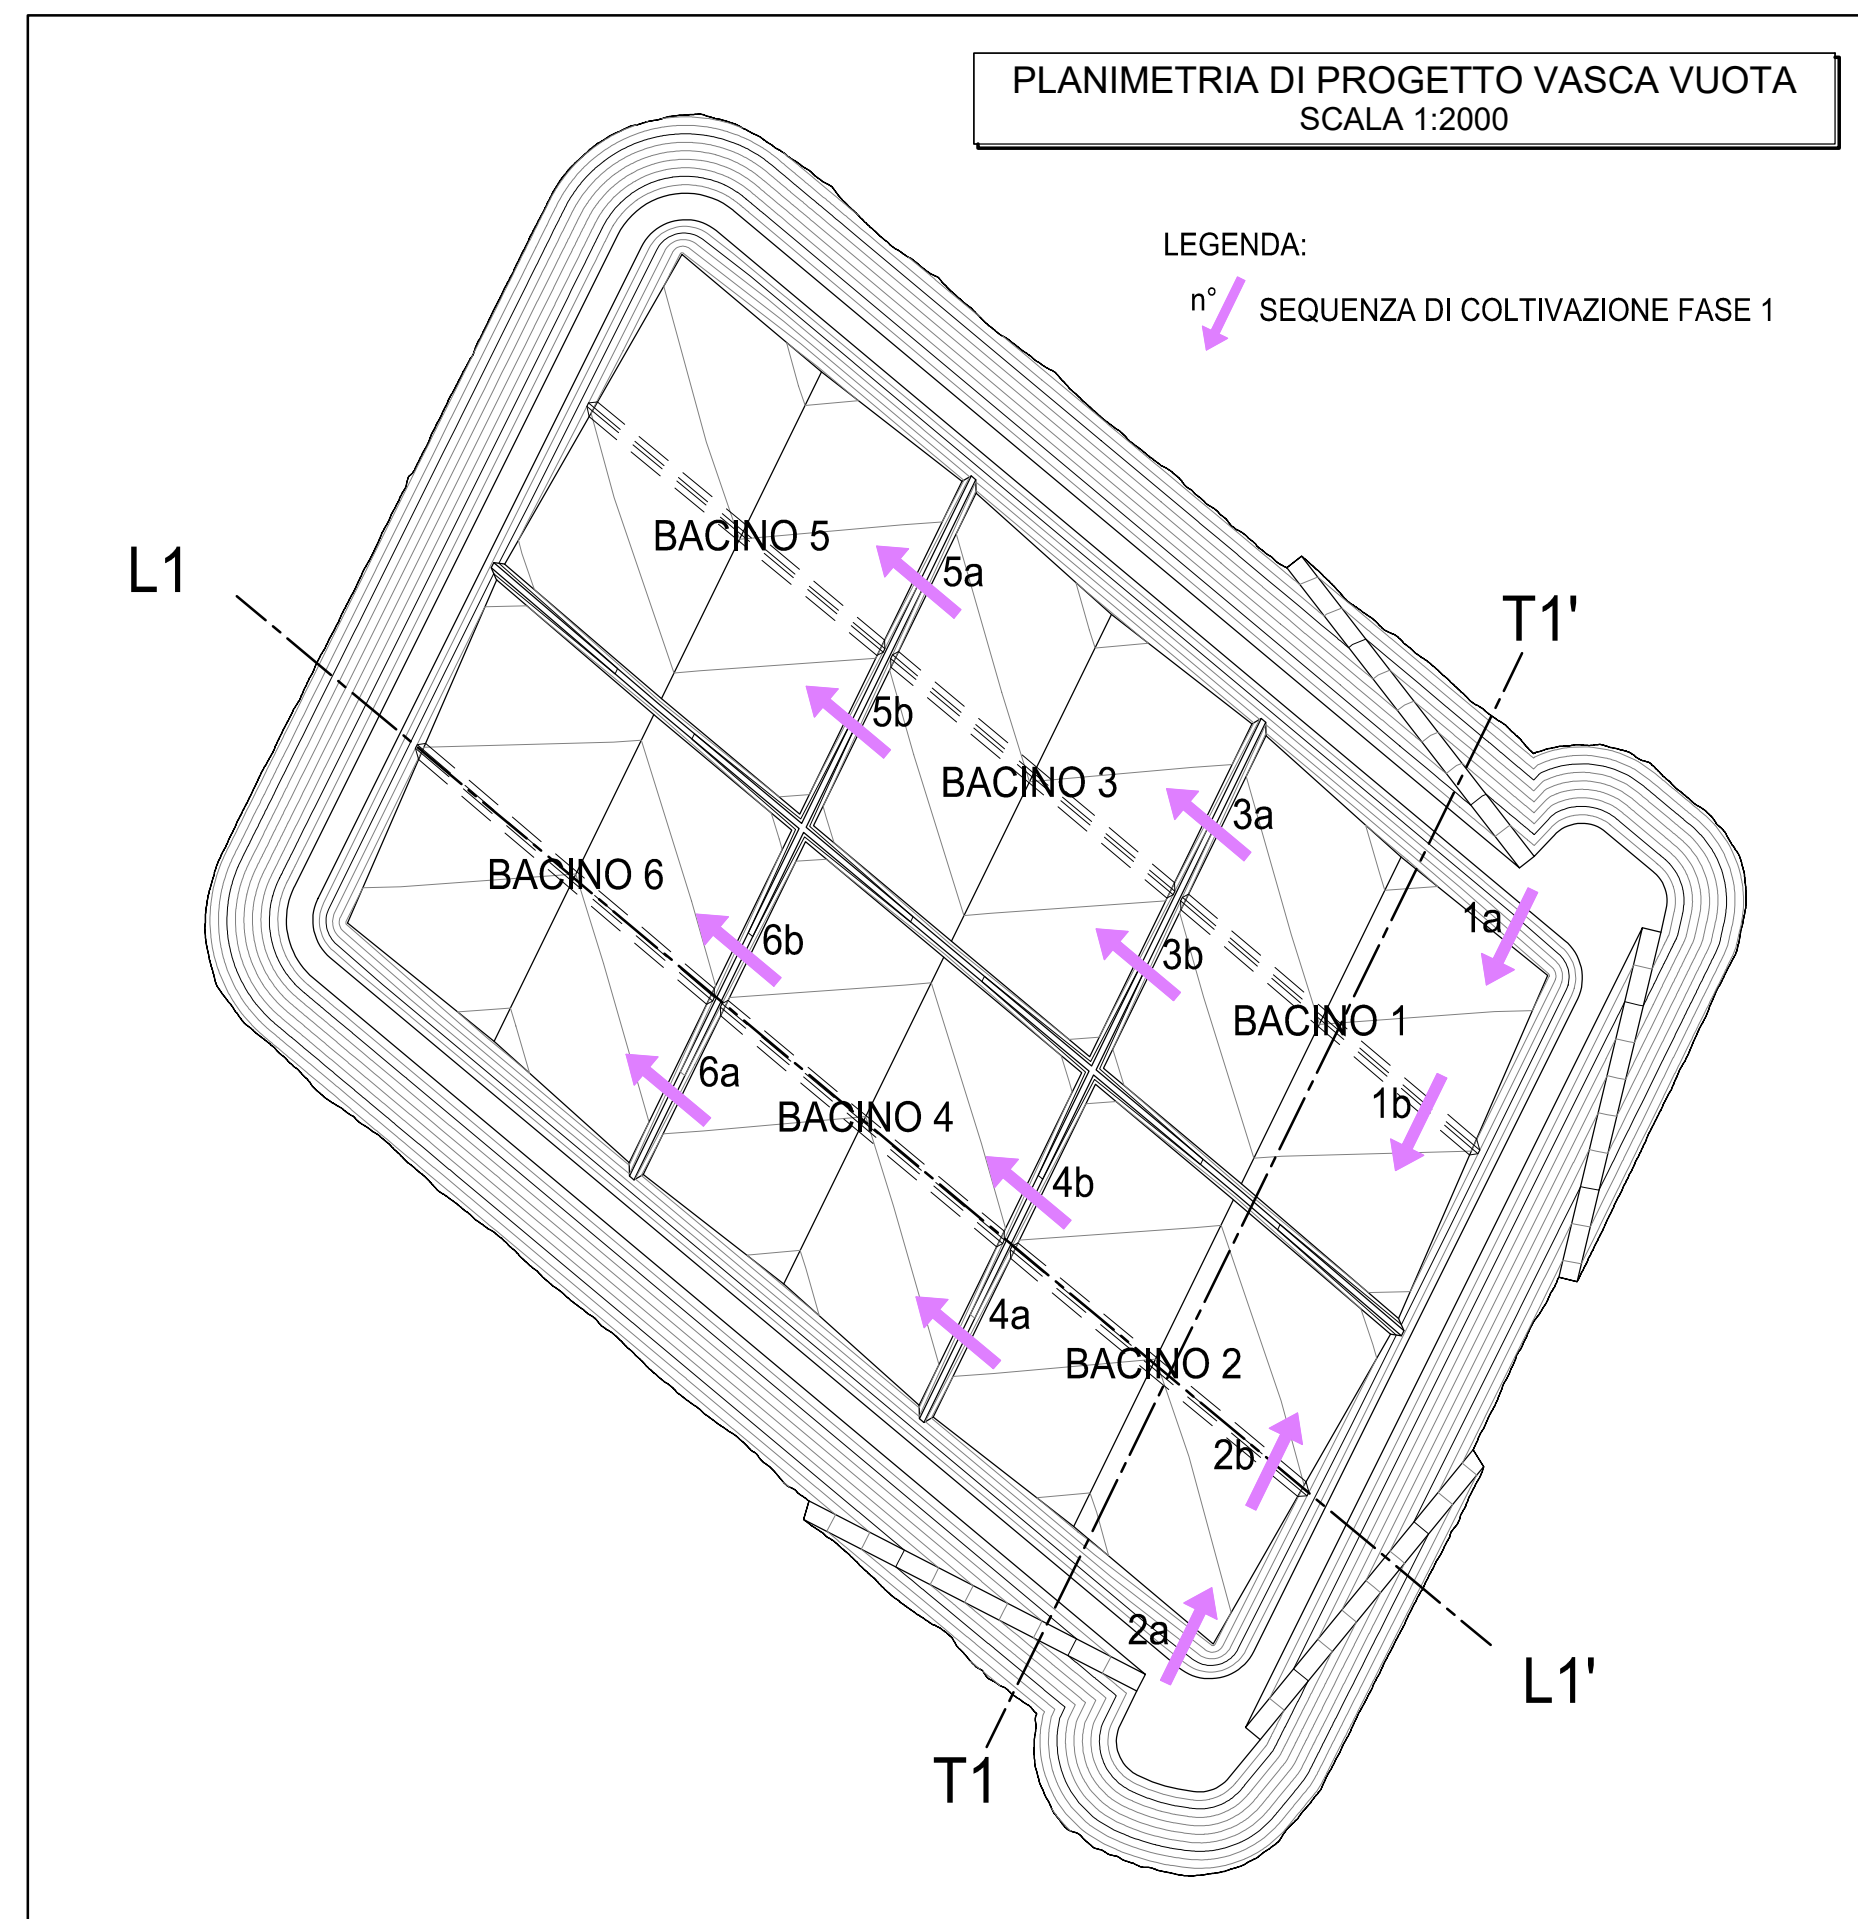 PLANIMETRIA DI PROGETTO VASCA VUOTA
SCALA 1:2000
LEGENDA:
n°
SEQUENZA DI COLTIVAZIONE FASE 1
L1
T1'
BACINO 5
5a
5b
BACINO 3
3a
3b
BACINO 1
1a
1b
BACINO 6
6b
6a
BACINO 4
4b
4a
BACINO 2
2b
2a
L1'
T1